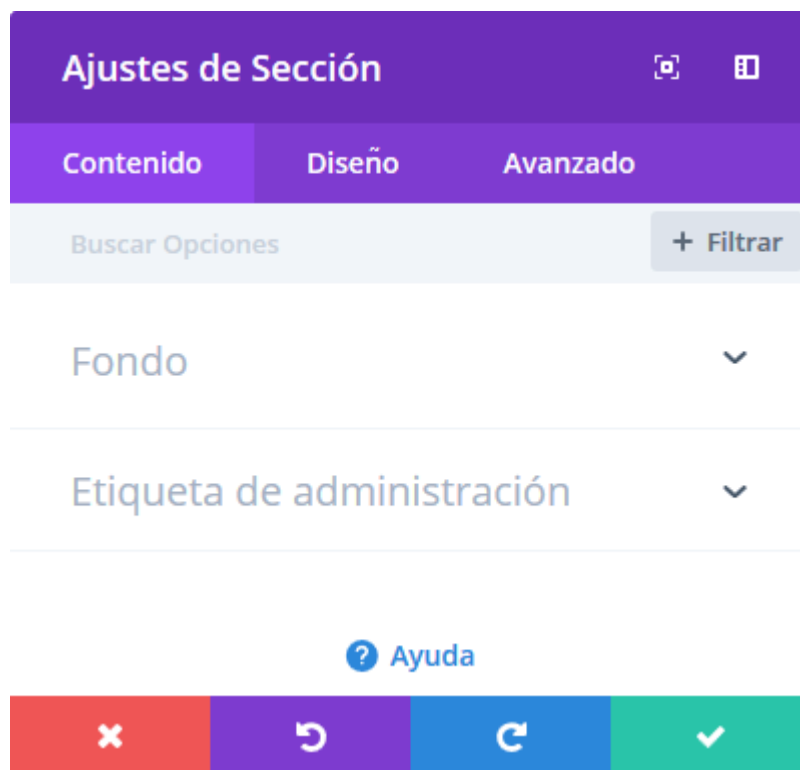 Ajustes de Sección
Contenido Diseño Avanzado
Buscar Opciones + Filtrar
Fondo
Etiqueta de administración
? Ayuda